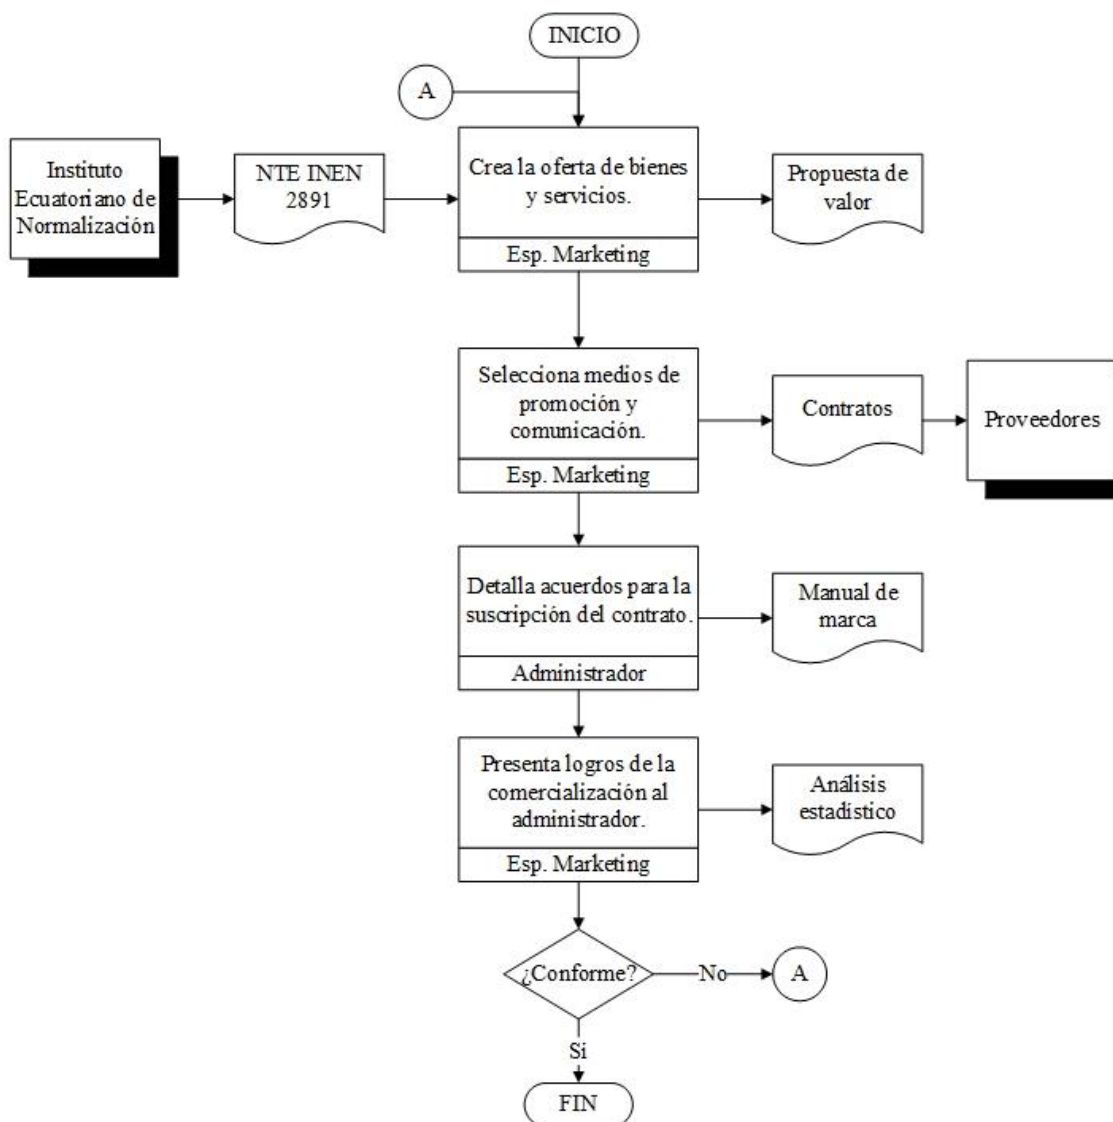 INICIO
A
Instituto
Ecuatoriano de
Normalización
NTE INEN
2891
Crea la oferta de bienes
y servicios.
Esp. Marketing
Propuesta de
valor
Selecciona medios de
promoción y
comunicación.
Esp. Marketing
Contratos
Proveedores
Detalla acuerdos para la
suscripción del contrato.
Administrador
Manual de
marca
Presenta logros de la
comercialización al
administrador.
Esp. Marketing
Análisis
estadístico
¿Conforme?
No
A
Si
FIN